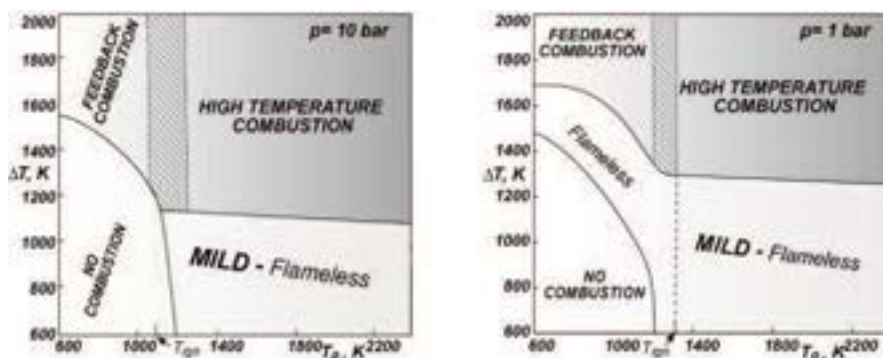 2000
1800
1600
1400
ΔT, K
1200
1000
800
600
p= 10 bar
FEEDBACK
COMBUSTION
HIGH TEMPERATURE
COMBUSTION
NO
COMBUSTION
MILD - Flameless
600
1000
Tign
1400
1800
K
2200
2000
1800
1600
1400
ΔT, K
1200
1000
800
600
p= 1 bar
FEEDBACK
COMBUSTION
HIGH TEMPERATURE
COMBUSTION
Flameless
MILD - Flameless
NO
COMBUSTION
600
1000
Tign
1400
1800
K
2200